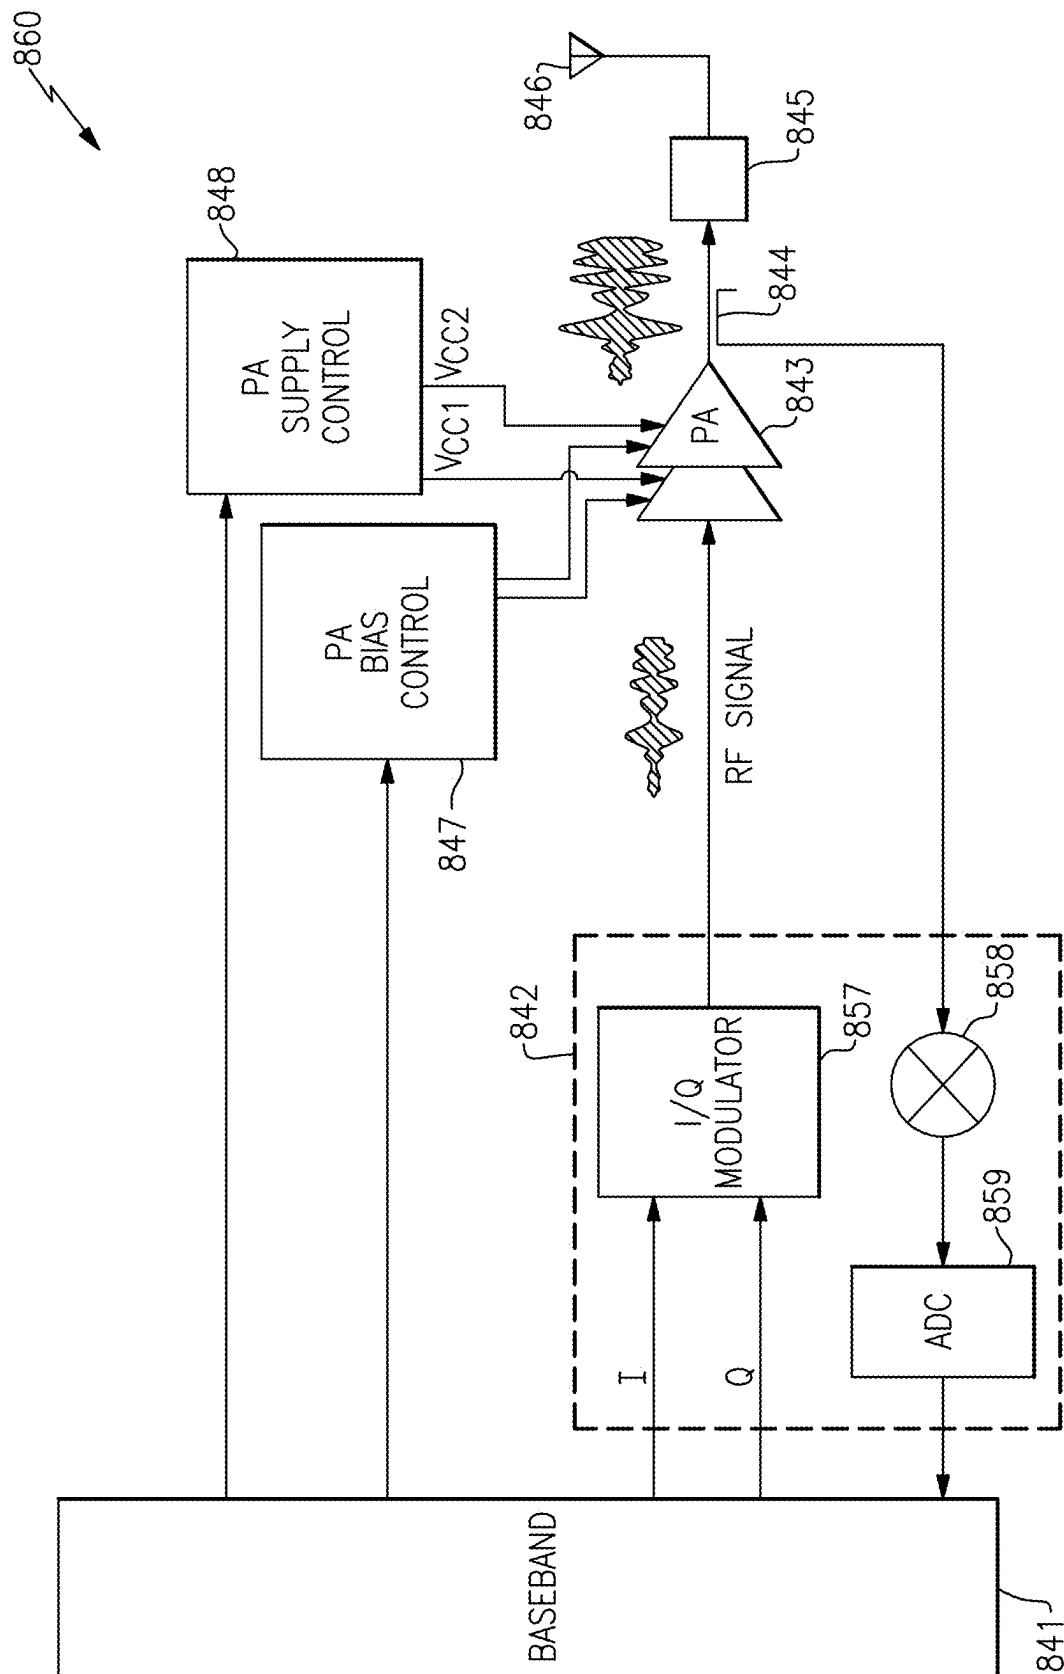 860
848
PA
SUPPLY
CONTROL
VCC1
VCC2
PA
BIAS
CONTROL
847
846
845
844
PA
843
RF SIGNAL
842
I/Q
MODULATOR
857
858
ADC
859
I
Q
BASEBAND
841